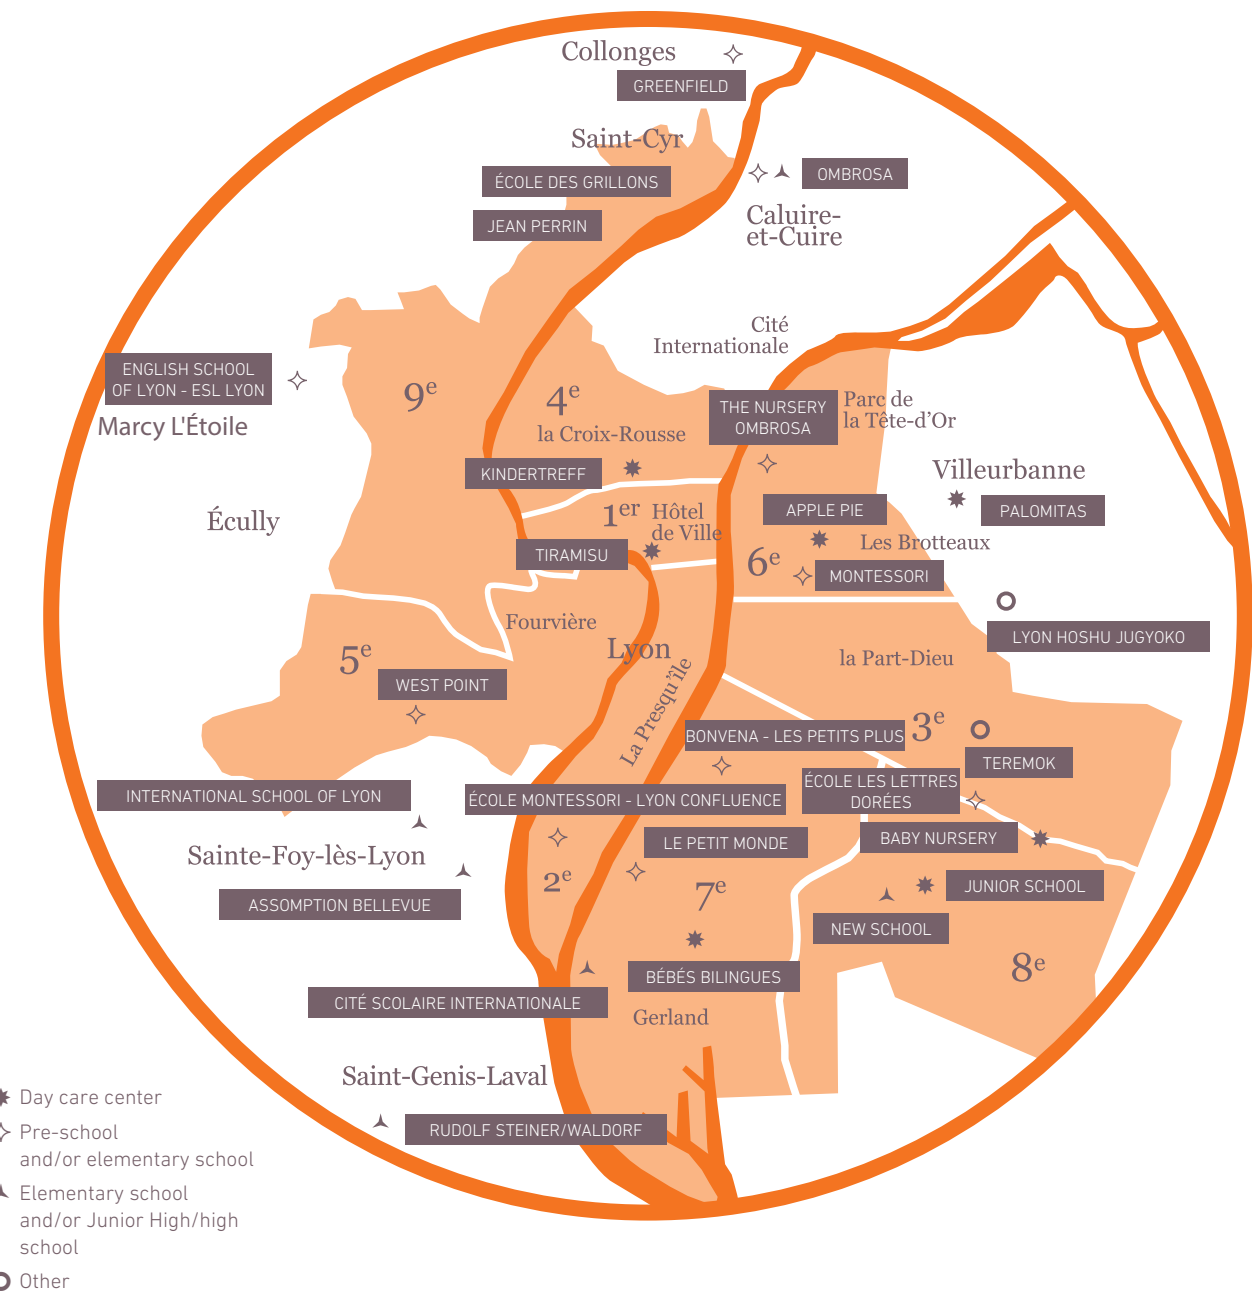 Collonges
GREENFIELD
Saint-Cyr
ÉCOLE DES GRILLONS
OMBROSA
JEAN PERRIN
Caluire-
et-Cuire
Cité
Internationale
ENGLISH SCHOOL
OF LYON - ESL LYON
Marcy L'Étoile
9e
4e
la Croix-Rousse
THE NURSERY
OMBROSA
Parc de
la Tête-d'Or
KINDERTREFF
Villeurbanne
PALOMITAS
Écully
1er
Hôtel
de Ville
TIRAMISU
APPLE PIE
Les Brotteaux
6e
MONTESSORI
Fourvière
Lyon
LYON HOSHU JUGYOKO
5e
WEST POINT
la Part-Dieu
La Presqu'île
BONVENA - LES PETITS PLUS
3e
TEREMOK
INTERNATIONAL SCHOOL OF LYON
ÉCOLE MONTESSORI - LYON CONFLUENCE
ÉCOLE LES LETTRES
DORÉES
Sainte-Foy-lès-Lyon
LE PETIT MONDE
BABY NURSERY
2e
7e
JUNIOR SCHOOL
ASSOMPTION BELLEVUE
NEW SCHOOL
8e
BÉBÉS BILINGUES
CITÉ SCOLAIRE INTERNATIONALE
Gerland
Saint-Genis-Laval
RUDOLF STEINER/WALDORF
Day care center
Pre-school
and/or elementary school
Elementary school
and/or Junior High/high
school
Other